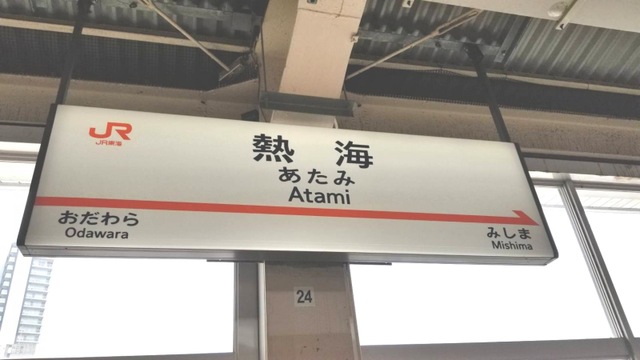 JR
JR東海
熱海
あたみ
Atami
おだわら
Odawara
みしま
Mishima
24